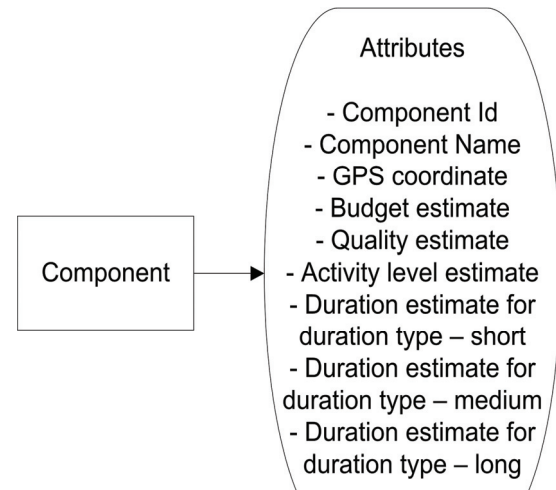 Attributes
- Component Id
- Component Name
- GPS coordinate
- Budget estimate
- Quality estimate
- Activity level estimate
- Duration estimate for
duration type – short
- Duration estimate for
duration type – medium
- Duration estimate for
duration type – long
Component